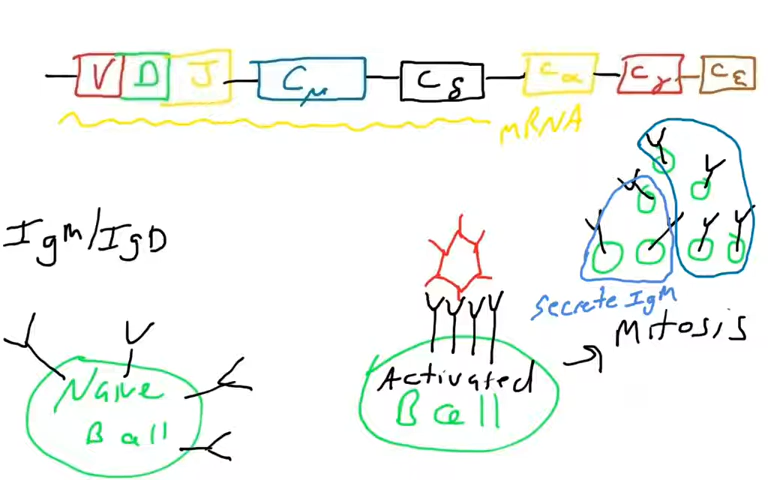 V D J Cμ Cδ Cα Cγ Cε
mRNA
IgM/IgD
Secrete IgM
Mitosis
Naive
B cell
Activated
B cell